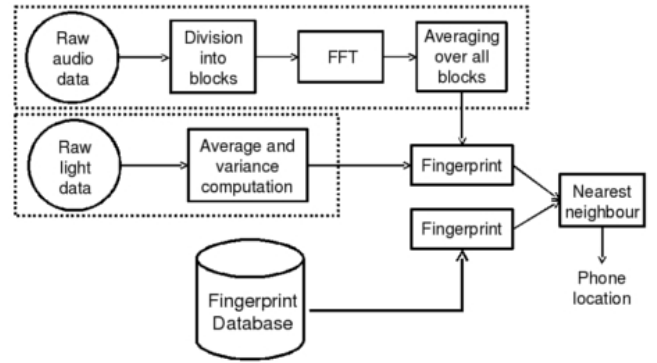 Raw
audio
data
Division
into
blocks
FFT
Averaging
over all
blocks
Raw
light
data
Average and
variance
computation
Fingerprint
Fingerprint
Nearest
neighbour
Phone
location
Fingerprint
Database